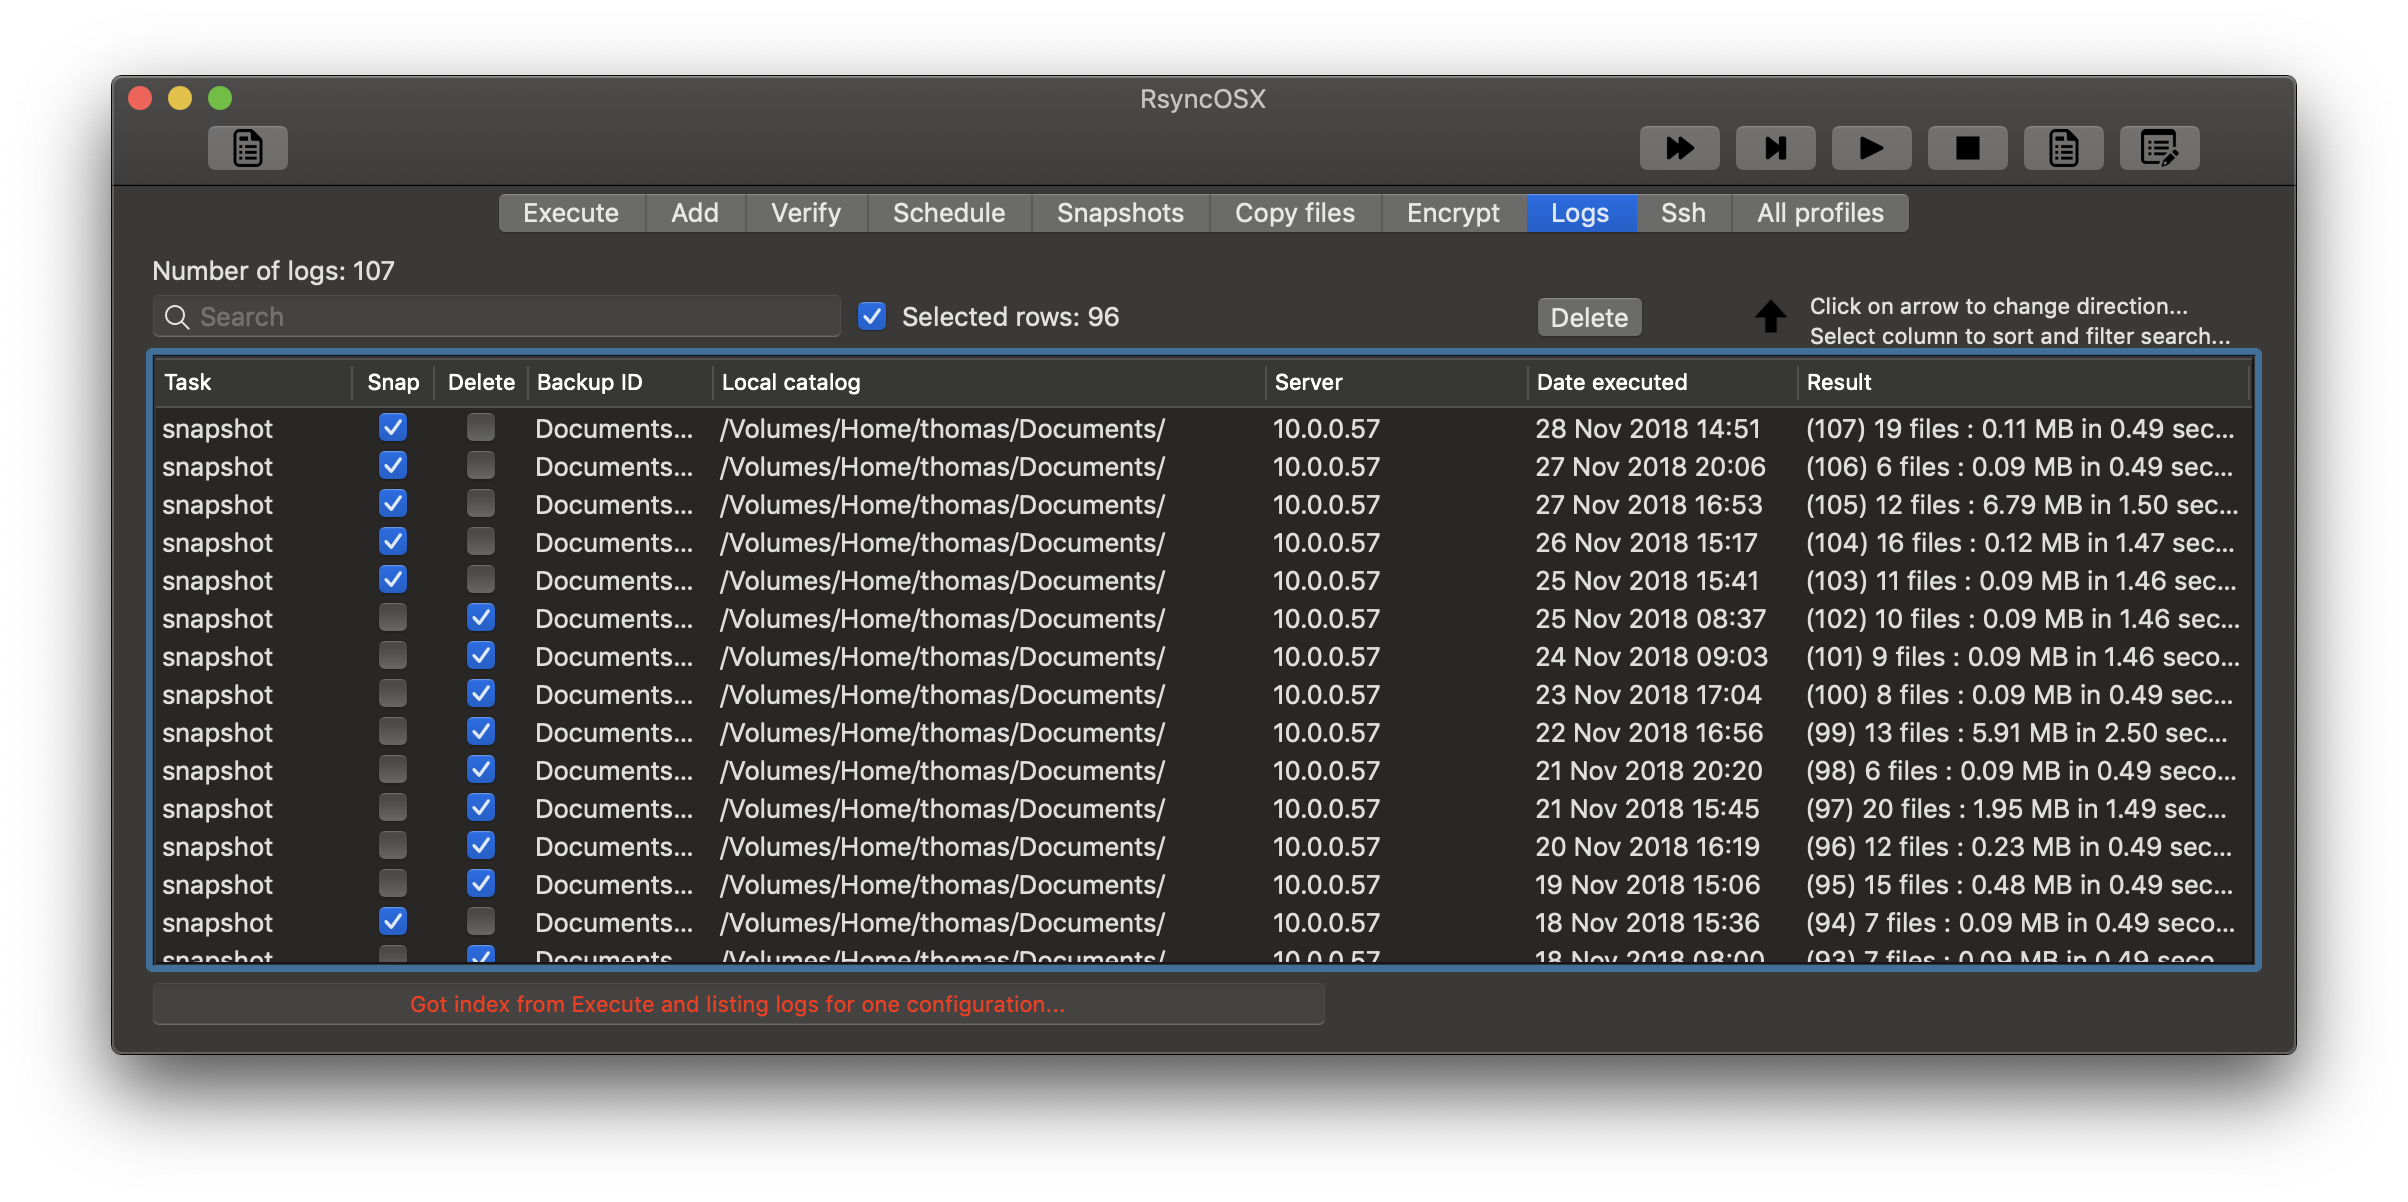 RsyncOSX
Execute Add Verify Schedule Snapshots Copy files Encrypt Logs Ssh All profiles
Number of logs: 107
Search Selected rows: 96 Delete Click on arrow to change direction...
Select column to sort and filter search...
Task Snap Delete Backup ID Local catalog Server Date executed Result
snapshot Documents... /Volumes/Home/thomas/Documents/ 10.0.0.57 28 Nov 2018 14:51 (107) 19 files : 0.11 MB in 0.49 sec...
snapshot Documents... /Volumes/Home/thomas/Documents/ 10.0.0.57 27 Nov 2018 20:06 (106) 6 files : 0.09 MB in 0.49 sec...
snapshot Documents... /Volumes/Home/thomas/Documents/ 10.0.0.57 27 Nov 2018 16:53 (105) 12 files : 6.79 MB in 1.50 sec...
snapshot Documents... /Volumes/Home/thomas/Documents/ 10.0.0.57 26 Nov 2018 15:17 (104) 16 files : 0.12 MB in 1.47 sec...
snapshot Documents... /Volumes/Home/thomas/Documents/ 10.0.0.57 25 Nov 2018 15:41 (103) 11 files : 0.09 MB in 1.46 sec...
snapshot Documents... /Volumes/Home/thomas/Documents/ 10.0.0.57 25 Nov 2018 08:37 (102) 10 files : 0.09 MB in 1.46 sec...
snapshot Documents... /Volumes/Home/thomas/Documents/ 10.0.0.57 24 Nov 2018 09:03 (101) 9 files : 0.09 MB in 1.46 seco...
snapshot Documents... /Volumes/Home/thomas/Documents/ 10.0.0.57 23 Nov 2018 17:04 (100) 8 files : 0.09 MB in 0.49 sec...
snapshot Documents... /Volumes/Home/thomas/Documents/ 10.0.0.57 22 Nov 2018 16:56 (99) 13 files : 5.91 MB in 2.50 sec...
snapshot Documents... /Volumes/Home/thomas/Documents/ 10.0.0.57 21 Nov 2018 20:20 (98) 6 files : 0.09 MB in 0.49 seco...
snapshot Documents... /Volumes/Home/thomas/Documents/ 10.0.0.57 21 Nov 2018 15:45 (97) 20 files : 1.95 MB in 1.49 sec...
snapshot Documents... /Volumes/Home/thomas/Documents/ 10.0.0.57 20 Nov 2018 16:19 (96) 12 files : 0.23 MB in 0.49 sec...
snapshot Documents... /Volumes/Home/thomas/Documents/ 10.0.0.57 19 Nov 2018 15:06 (95) 15 files : 0.48 MB in 0.49 sec...
snapshot Documents... /Volumes/Home/thomas/Documents/ 10.0.0.57 18 Nov 2018 15:36 (94) 7 files : 0.09 MB in 0.49 seco...
snapshot Documents... /Volumes/Home/thomas/Documents/ 10.0.0.57 18 Nov 2018 08:00 (93) 7 files : 0.09 MB in 0.49 seco...
Got index from Execute and listing logs for one configuration...